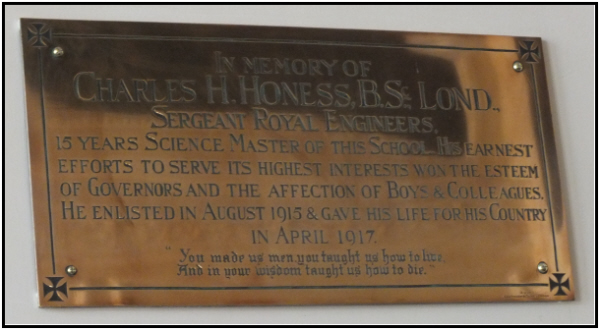 IN MEMORY OF
CHARLES H. HONESS, B.Sc. LOND.,
SERGEANT ROYAL ENGINEERS.
15 YEARS SCIENCE MASTER OF THIS SCHOOL. HIS EARNEST
EFFORTS TO SERVE ITS HIGHEST INTERESTS WON THE ESTEEM
OF GOVERNORS AND THE AFFECTION OF BOYS & COLLEAGUES.
HE ENLISTED IN AUGUST 1915 & GAVE HIS LIFE FOR HIS COUNTRY
IN APRIL 1917.
"You made us men, you taught us how to live,
And in your wisdom taught us how to die."